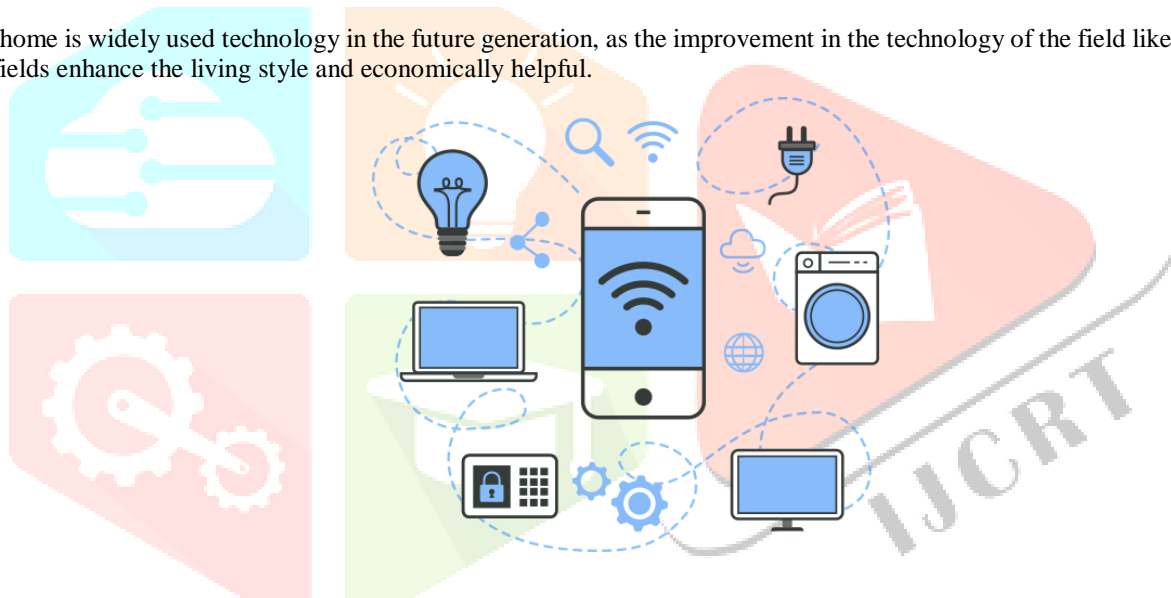 home is widely used technology in the future generation, as the improvement in the technology of the field like
fields enhance the living style and economically helpful.
IJCRT